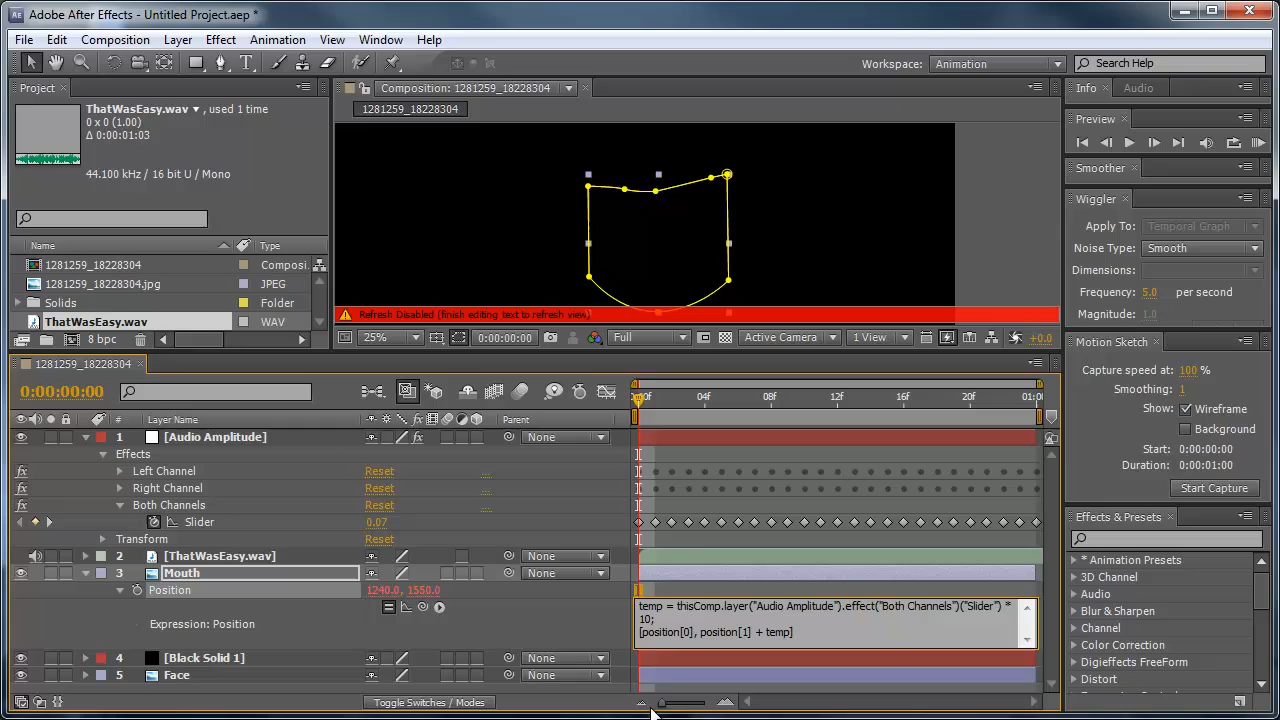 Adobe After Effects - Untitled Project.aep *
File Edit Composition Layer Effect Animation View Window Help
Workspace: Animation Search Help
Project
ThatWasEasy.wav , used 1 time
0 x 0 (1.00)
Δ 0:00:01:03
44.100 kHz / 16 bit U / Mono
Name Type
1281259_18228304 Composi
1281259_18228304.jpg JPEG
Solids Folder
ThatWasEasy.wav WAV
8 bpc
Composition: 1281259_18228304
1281259_18228304
Refresh Disabled (finish editing text to refresh view)
25% 0:00:00:00 Full Active Camera 1 View +0.0
Info Audio
Preview
Smoother
Wiggler
Apply To: Temporal Graph
Noise Type: Smooth
Dimensions:
Frequency: 5.0 per second
Magnitude: 1.0
Motion Sketch
Capture speed at: 100 %
Smoothing: 1
Show: Wireframe
Background
Start: 0:00:00:00
Duration: 0:00:01:00
Start Capture
Effects & Presets
* Animation Presets
3D Channel
Audio
Blur & Sharpen
Channel
Color Correction
Digieffects FreeForm
Distort
1281259_18228304
0:00:00:00
04f 08f 12f 16f 20f 01:0
# Layer Name Parent
1 [Audio Amplitude] None
Effects
Left Channel Reset ...
Right Channel Reset ...
Both Channels Reset ...
Slider 0.07
Transform Reset
2 [ThatWasEasy.wav] None
3 Mouth None
Position 1240.0, 1550.0
Expression: Position
temp = thisComp.layer("Audio Amplitude").effect("Both Channels")("Slider") *
10;
[position[0], position[1] + temp]
4 [Black Solid 1] None
5 Face None
Toggle Switches / Modes